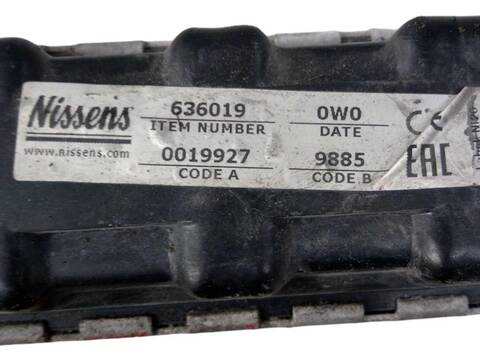 Nissens
www.nissens.com
636019
ITEM NUMBER
0019927
CODE A
0W0
DATE
9885
CODE B
CE
EAC